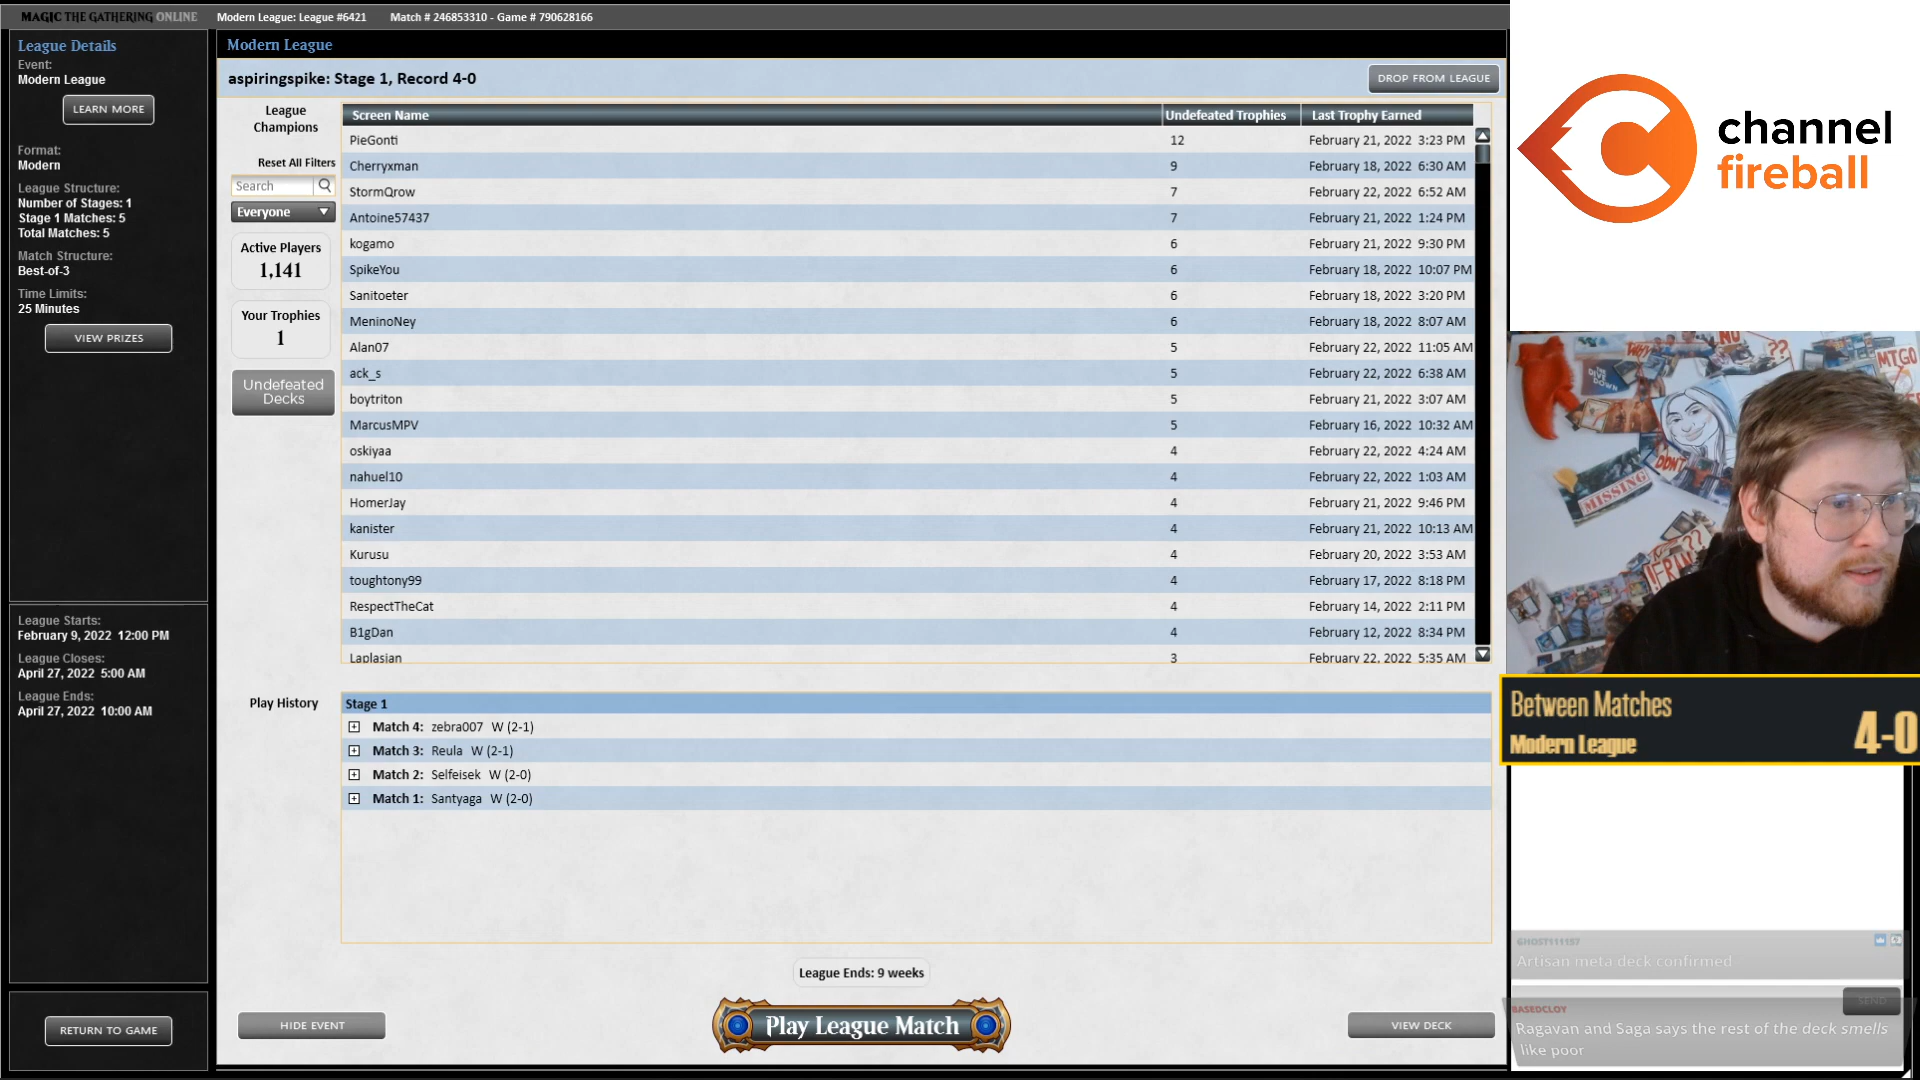 MAGIC THE GATHERING ONLINE
Modern League: League #6421
Match # 246853310 - Game # 790628166
League Details
Event:
Modern League
LEARN MORE
Format:
Modern
League Structure:
Number of Stages: 1
Stage 1 Matches: 5
Total Matches: 5
Match Structure:
Best-of-3
Time Limits:
25 Minutes
VIEW PRIZES
League Starts:
February 9, 2022 12:00 PM
League Closes:
April 27, 2022 5:00 AM
League Ends:
April 27, 2022 10:00 AM
RETURN TO GAME
Modern League
aspiringspike: Stage 1, Record 4-0
DROP FROM LEAGUE
League
Champions
Reset All Filters
Search
Everyone
Active Players
1,141
Your Trophies
1
Undefeated
Decks
Screen Name Undefeated Trophies Last Trophy Earned
PieGonti 12 February 21, 2022 3:23 PM
Cherryxman 9 February 18, 2022 6:30 AM
StormQrow 7 February 22, 2022 6:52 AM
Antoine57437 7 February 21, 2022 1:24 PM
kogamo 6 February 21, 2022 9:30 PM
SpikeYou 6 February 18, 2022 10:07 PM
Sanitoeter 6 February 18, 2022 3:20 PM
MeninoNey 6 February 18, 2022 8:07 AM
Alan07 5 February 22, 2022 11:05 AM
ack_s 5 February 22, 2022 6:38 AM
boytriton 5 February 21, 2022 3:07 AM
MarcusMPV 5 February 16, 2022 10:32 AM
oskiyaa 4 February 22, 2022 4:24 AM
nahuel10 4 February 22, 2022 1:03 AM
HomerJay 4 February 21, 2022 9:46 PM
kanister 4 February 21, 2022 10:13 AM
Kurusu 4 February 20, 2022 3:53 AM
toughtony99 4 February 17, 2022 8:18 PM
RespectTheCat 4 February 14, 2022 2:11 PM
B1gDan 4 February 12, 2022 8:34 PM
Laplasian 3 February 22, 2022 5:35 AM
Play History
Stage 1
Match 4: zebra007 W (2-1)
Match 3: Reula W (2-1)
Match 2: Selfeisek W (2-0)
Match 1: Santyaga W (2-0)
League Ends: 9 weeks
HIDE EVENT
Play League Match
VIEW DECK
channel
fireball
NO
WHY
??
MTGO
THE
DIVE
DOWN
DON'T
MISSING
Between Matches
Modern League
4-0
GHOST111197
Artisan meta deck confirmed
SEND
BASEDCLOY
Ragavan and Saga says the rest of the deck smells
like poor